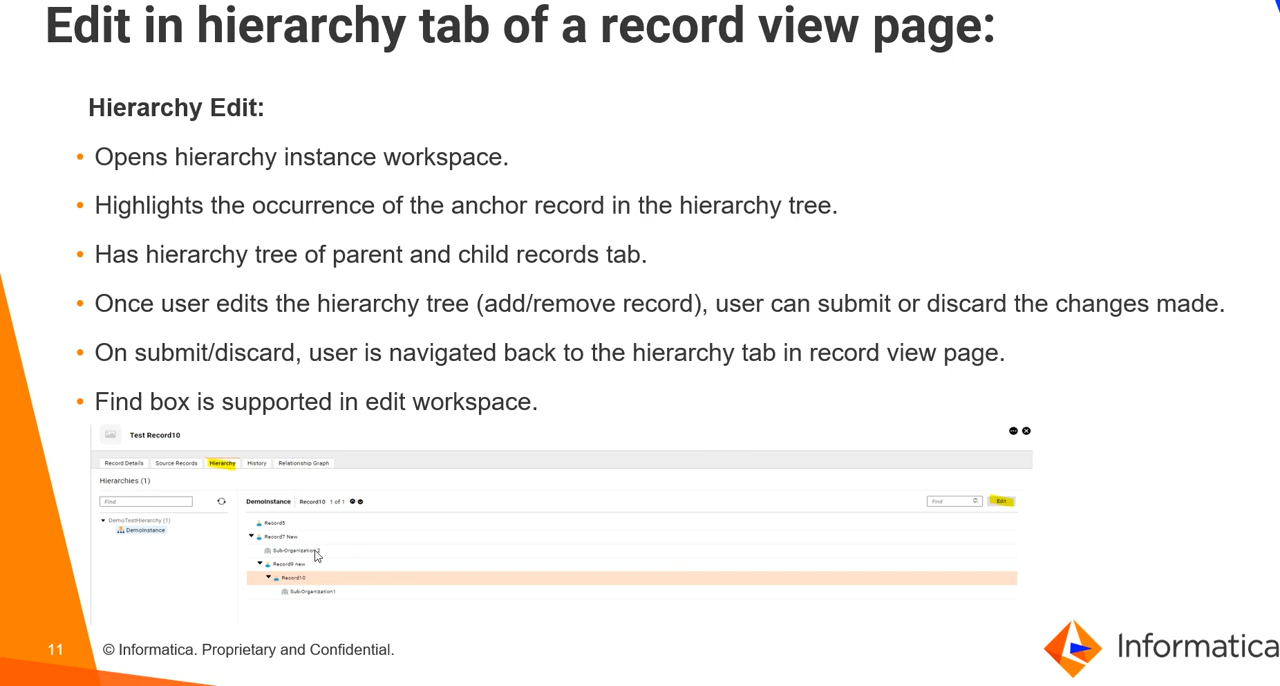 Edit in hierarchy tab of a record view page:
Hierarchy Edit:
• Opens hierarchy instance workspace.
• Highlights the occurrence of the anchor record in the hierarchy tree.
• Has hierarchy tree of parent and child records tab.
• Once user edits the hierarchy tree (add/remove record), user can submit or discard the changes made.
• On submit/discard, user is navigated back to the hierarchy tab in record view page.
• Find box is supported in edit workspace.
Test Record10
Record Details Source Records Hierarchy History Relationship Graph
Hierarchies (1)
Find DemoInstance Record10 1 of 1 Find Edit
DemoTestHierarchy (1)
DemoInstance
Record5
Record7 New
Sub-Organization
Record9 new
Record10
Sub-Organization1
11 © Informatica. Proprietary and Confidential.
Informatica